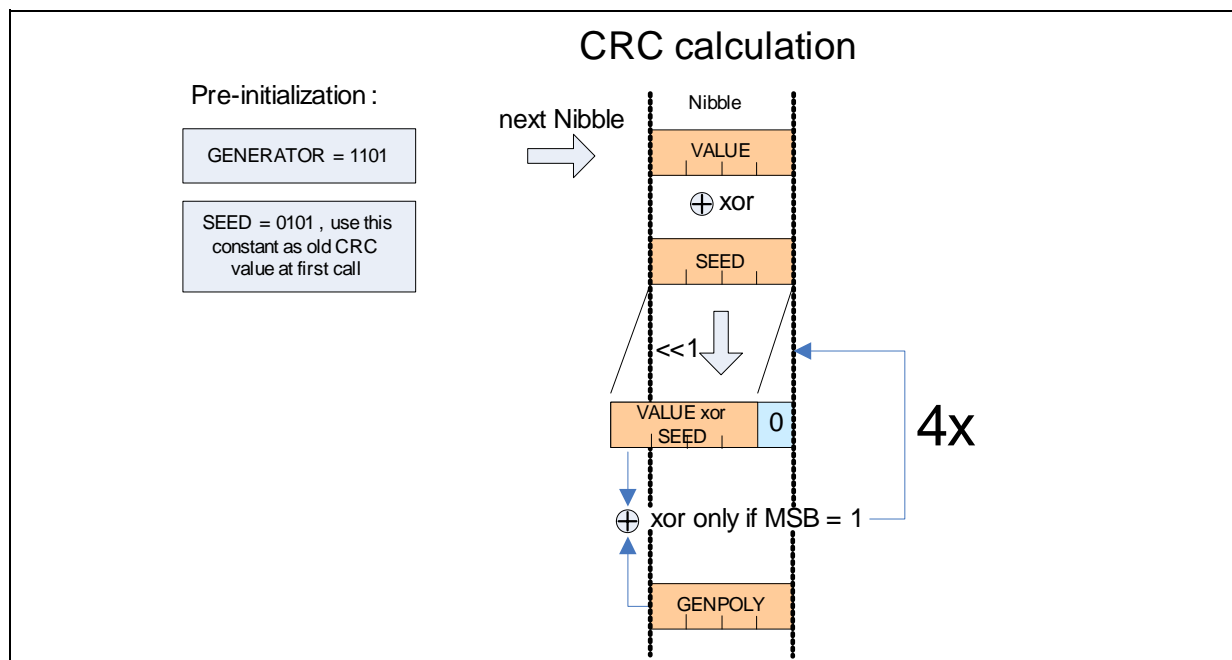 CRC calculation
Pre-initialization :
GENERATOR = 1101
SEED = 0101 , use this
constant as old CRC
value at first call
next Nibble
Nibble
VALUE
xor
SEED
<<1
VALUE xor
SEED
0
4x
xor only if MSB = 1
GENPOLY